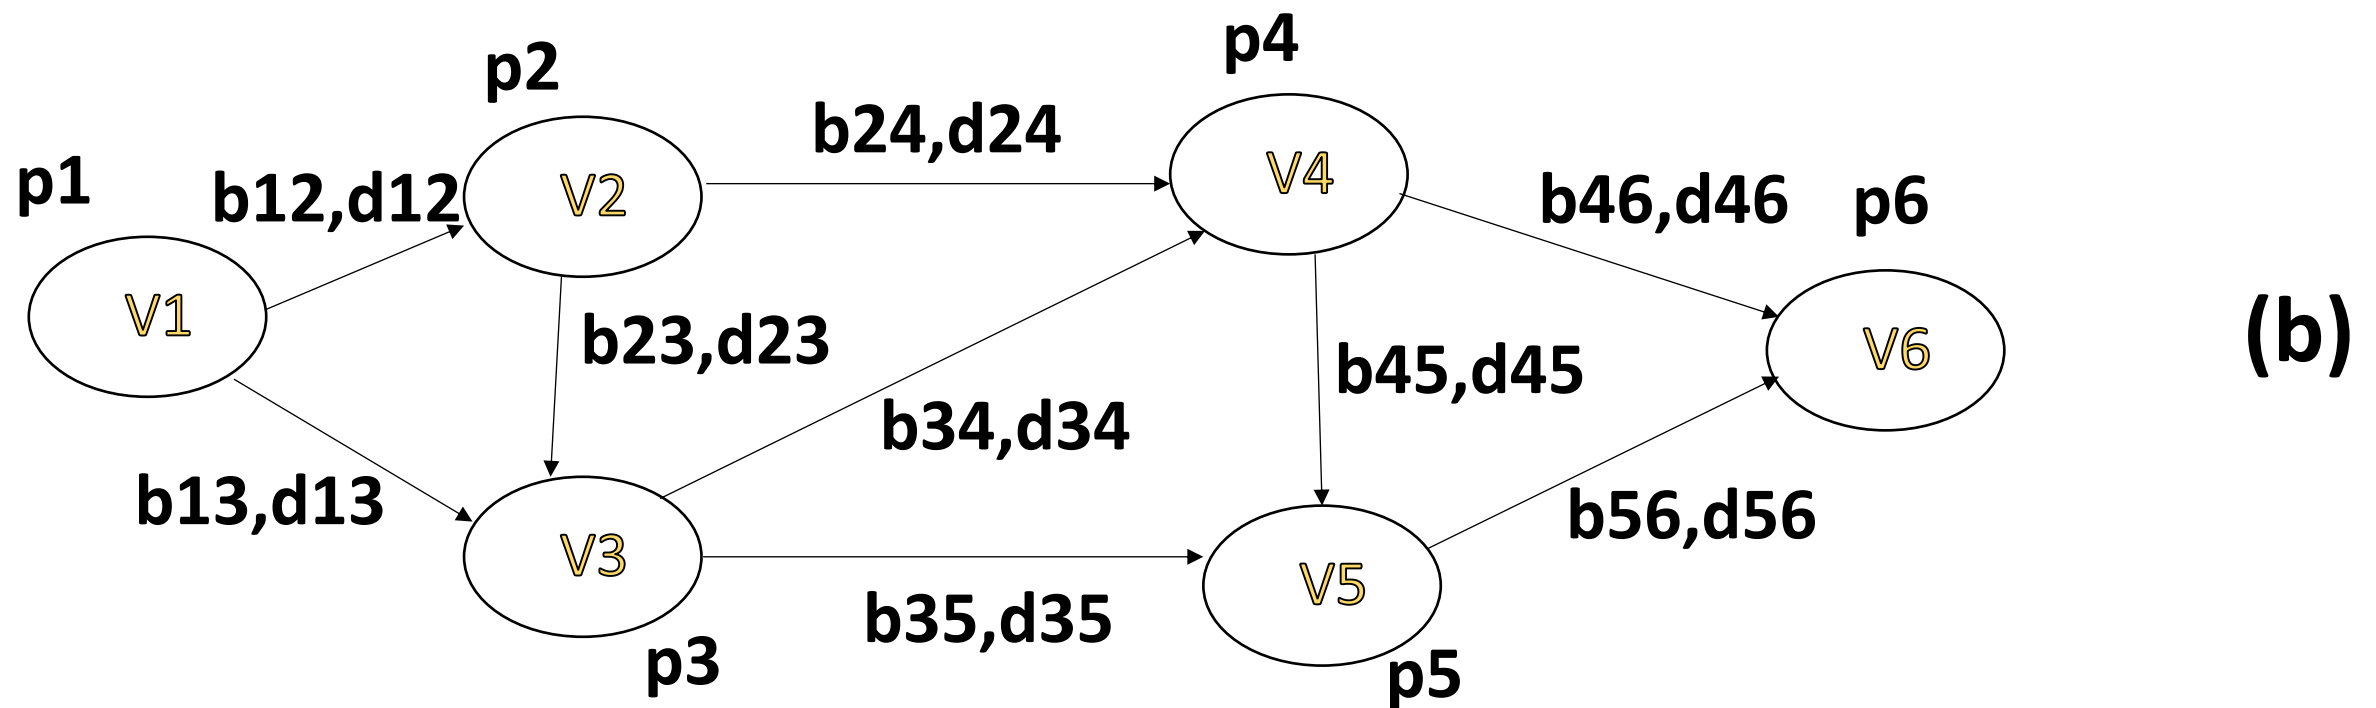 p4
p2
b24,d24
p1
b12,d12
V2
V4
b46,d46
p6
V1
b23,d23
b45,d45
V6
(b)
b34,d34
b13,d13
V3
b56,d56
V5
b35,d35
p3
p5